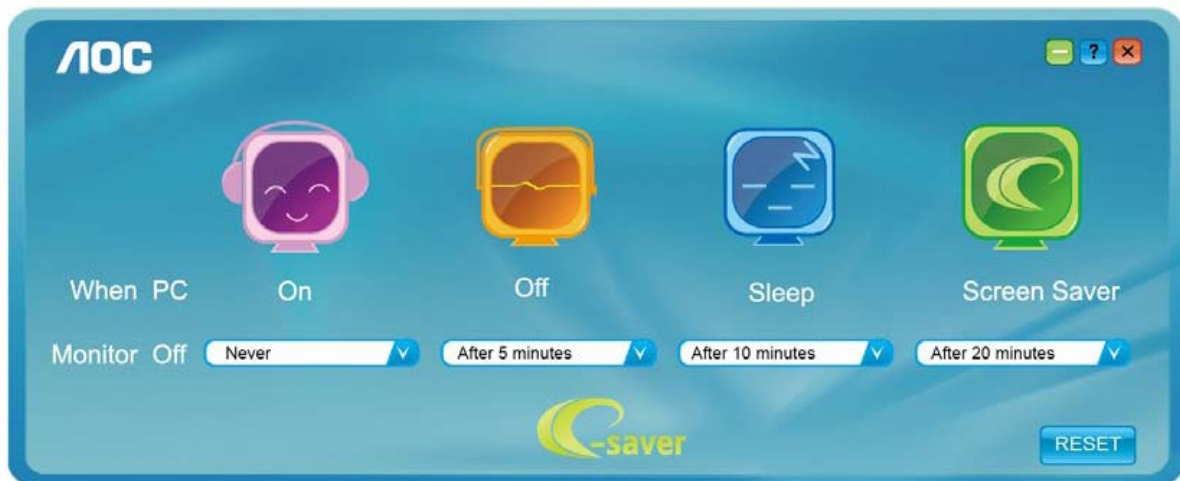 AOC
?
When PC On Off Sleep Screen Saver
Monitor Off Never After 5 minutes After 10 minutes After 20 minutes
e-saver
RESET